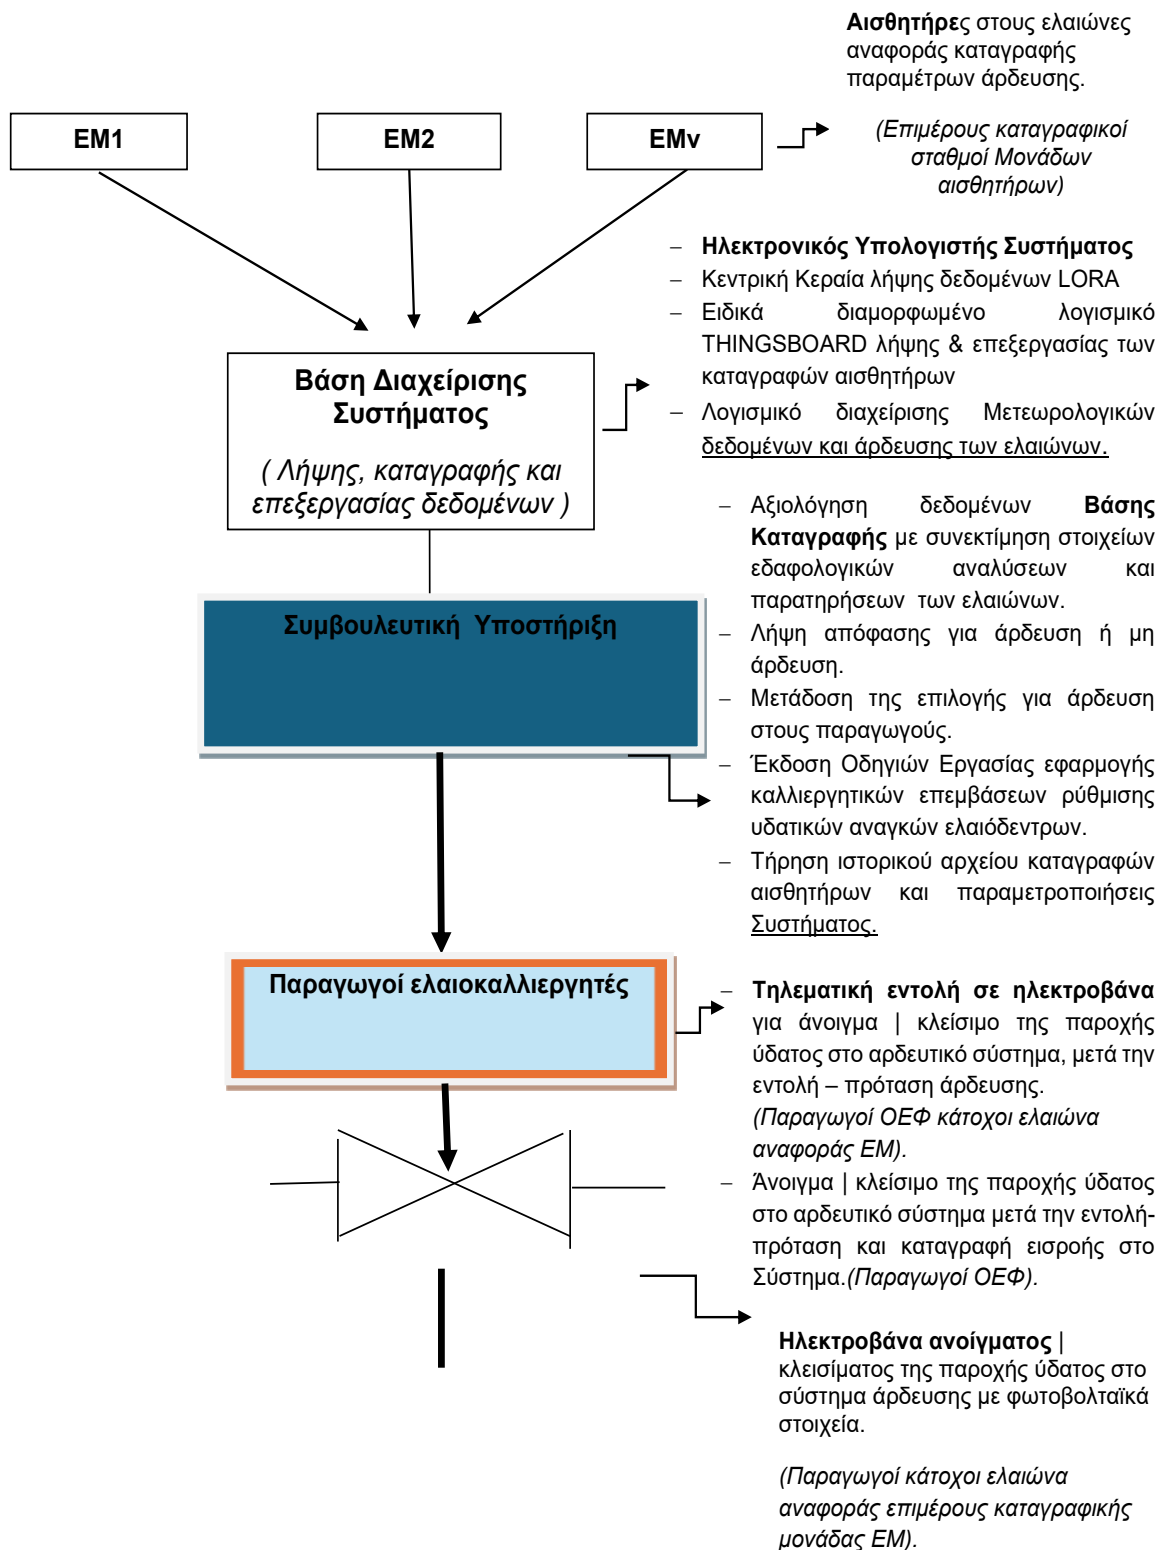 Αισθητήρες στους ελαιώνες
αναφοράς καταγραφής
παραμέτρων άρδευσης.
(Επιμέρους καταγραφικοί
σταθμοί Μονάδων
αισθητήρων)
ΕΜ1
ΕΜ2
ΕΜν
– Ηλεκτρονικός Υπολογιστής Συστήματος
– Κεντρική Κεραία λήψης δεδομένων LORA
– Ειδικά διαμορφωμένο λογισμικό
THINGSBOARD λήψης & επεξεργασίας των
καταγραφών αισθητήρων
– Λογισμικό διαχείρισης Μετεωρολογικών
δεδομένων και άρδευσης των ελαιώνων.
Βάση Διαχείρισης
Συστήματος
( Λήψης, καταγραφής και
επεξεργασίας δεδομένων )
– Αξιολόγηση δεδομένων Βάσης
Καταγραφής με συνεκτίμηση στοιχείων
εδαφολογικών αναλύσεων και
παρατηρήσεων των ελαιώνων.
– Λήψη απόφασης για άρδευση ή μη
άρδευση.
– Μετάδοση της επιλογής για άρδευση
στους παραγωγούς.
– Έκδοση Οδηγιών Εργασίας εφαρμογής
καλλιεργητικών επεμβάσεων ρύθμισης
υδατικών αναγκών ελαιόδεντρων.
– Τήρηση ιστορικού αρχείου καταγραφών
αισθητήρων και παραμετροποιήσεις
Συστήματος.
Συμβουλευτική Υποστήριξη
Παραγωγοί ελαιοκαλλιεργητές
– Τηλεματική εντολή σε ηλεκτροβάνα
για άνοιγμα | κλείσιμο της παροχής
ύδατος στο αρδευτικό σύστημα, μετά την
εντολή – πρόταση άρδευσης.
(Παραγωγοί ΟΕΦ κάτοχοι ελαιώνα
αναφοράς ΕΜ).
– Άνοιγμα | κλείσιμο της παροχής ύδατος
στο αρδευτικό σύστημα μετά την εντολή-
πρόταση και καταγραφή εισροής στο
Σύστημα.(Παραγωγοί ΟΕΦ).
Ηλεκτροβάνα ανοίγματος |
κλεισίματος της παροχής ύδατος στο
σύστημα άρδευσης με φωτοβολταϊκά
στοιχεία.
(Παραγωγοί κάτοχοι ελαιώνα
αναφοράς επιμέρους καταγραφικής
μονάδας ΕΜ).